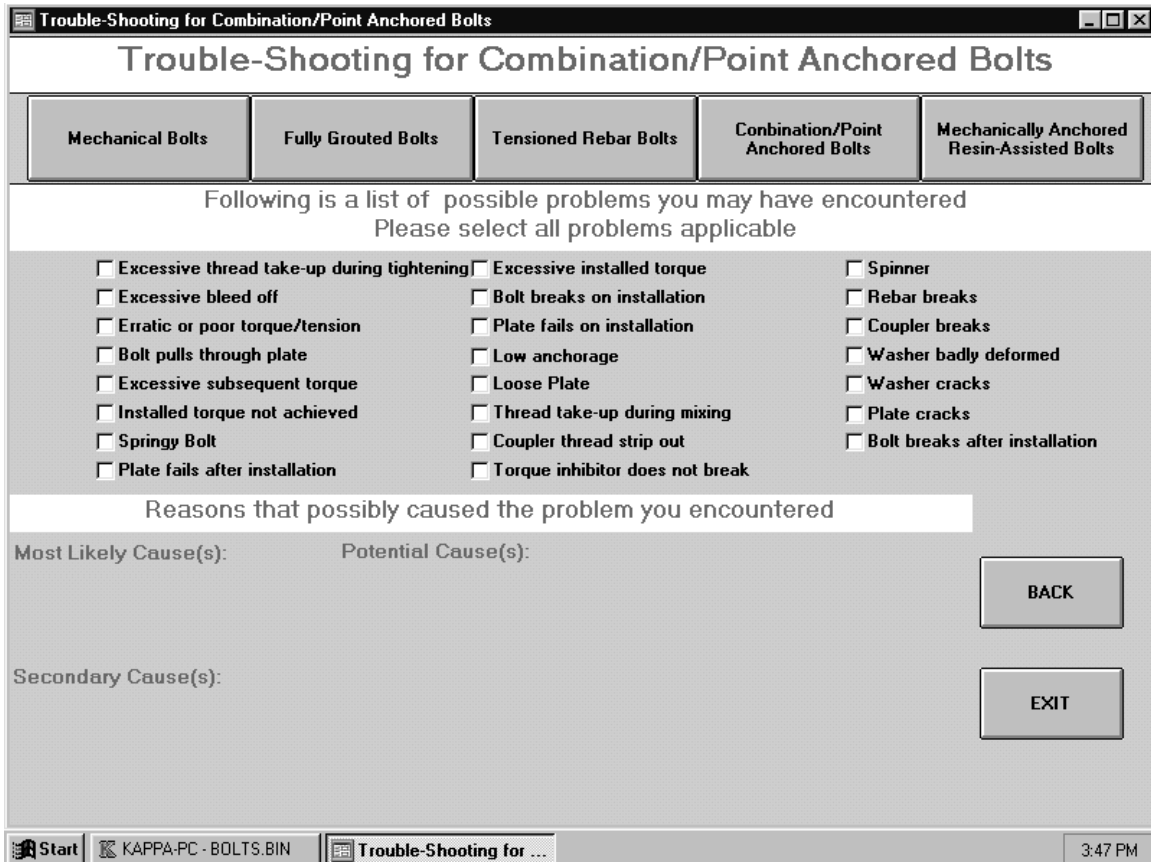 Trouble-Shooting for Combination/Point Anchored Bolts
Trouble-Shooting for Combination/Point Anchored Bolts
Mechanical Bolts
Fully Grouted Bolts
Tensioned Rebar Bolts
Conbination/Point
Anchored Bolts
Mechanically Anchored
Resin-Assisted Bolts
Following is a list of possible problems you may have encountered
Please select all problems applicable
Excessive thread take-up during tightening
Excessive bleed off
Erratic or poor torque/tension
Bolt pulls through plate
Excessive subsequent torque
Installed torque not achieved
Springy Bolt
Plate fails after installation
Excessive installed torque
Bolt breaks on installation
Plate fails on installation
Low anchorage
Loose Plate
Thread take-up during mixing
Coupler thread strip out
Torque inhibitor does not break
Spinner
Rebar breaks
Coupler breaks
Washer badly deformed
Washer cracks
Plate cracks
Bolt breaks after installation
Reasons that possibly caused the problem you encountered
Most Likely Cause(s):
Potential Cause(s):
Secondary Cause(s):
BACK
EXIT
Start
KAPPA-PC - BOLTS.BIN
Trouble-Shooting for ...
3:47 PM